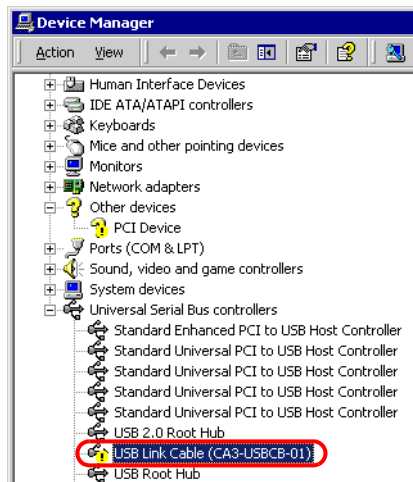 Device Manager
Action View
Human Interface Devices
IDE ATA/ATAPI controllers
Keyboards
Mice and other pointing devices
Monitors
Network adapters
Other devices
PCI Device
Ports (COM & LPT)
Sound, video and game controllers
System devices
Universal Serial Bus controllers
Standard Enhanced PCI to USB Host Controller
Standard Universal PCI to USB Host Controller
Standard Universal PCI to USB Host Controller
Standard Universal PCI to USB Host Controller
Standard Universal PCI to USB Host Controller
USB 2.0 Root Hub
USB Link Cable (CA3-USBCB-01)
USB Root Hub